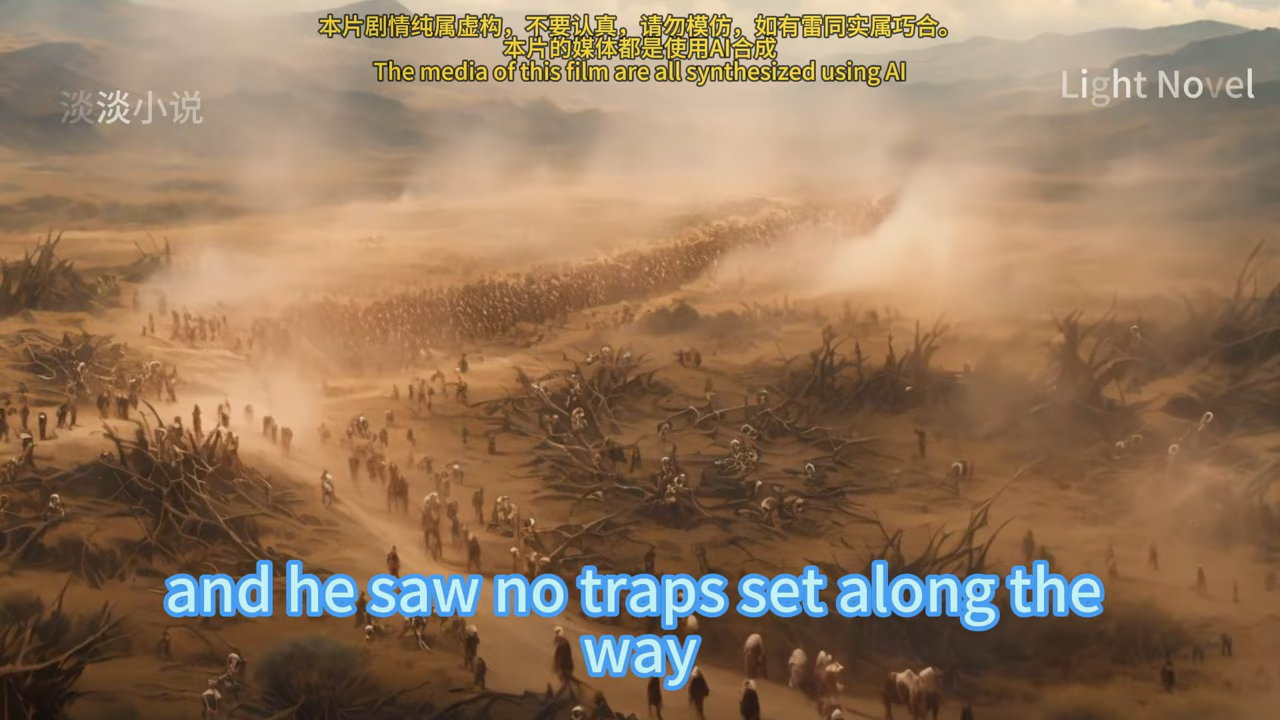 本片剧情纯属虚构，不要认真，请勿模仿，如有雷同实属巧合。
本片的媒体都是使用AI合成
The media of this film are all synthesized using AI
Light Novel
淡淡小说
and he saw no traps set along the
way